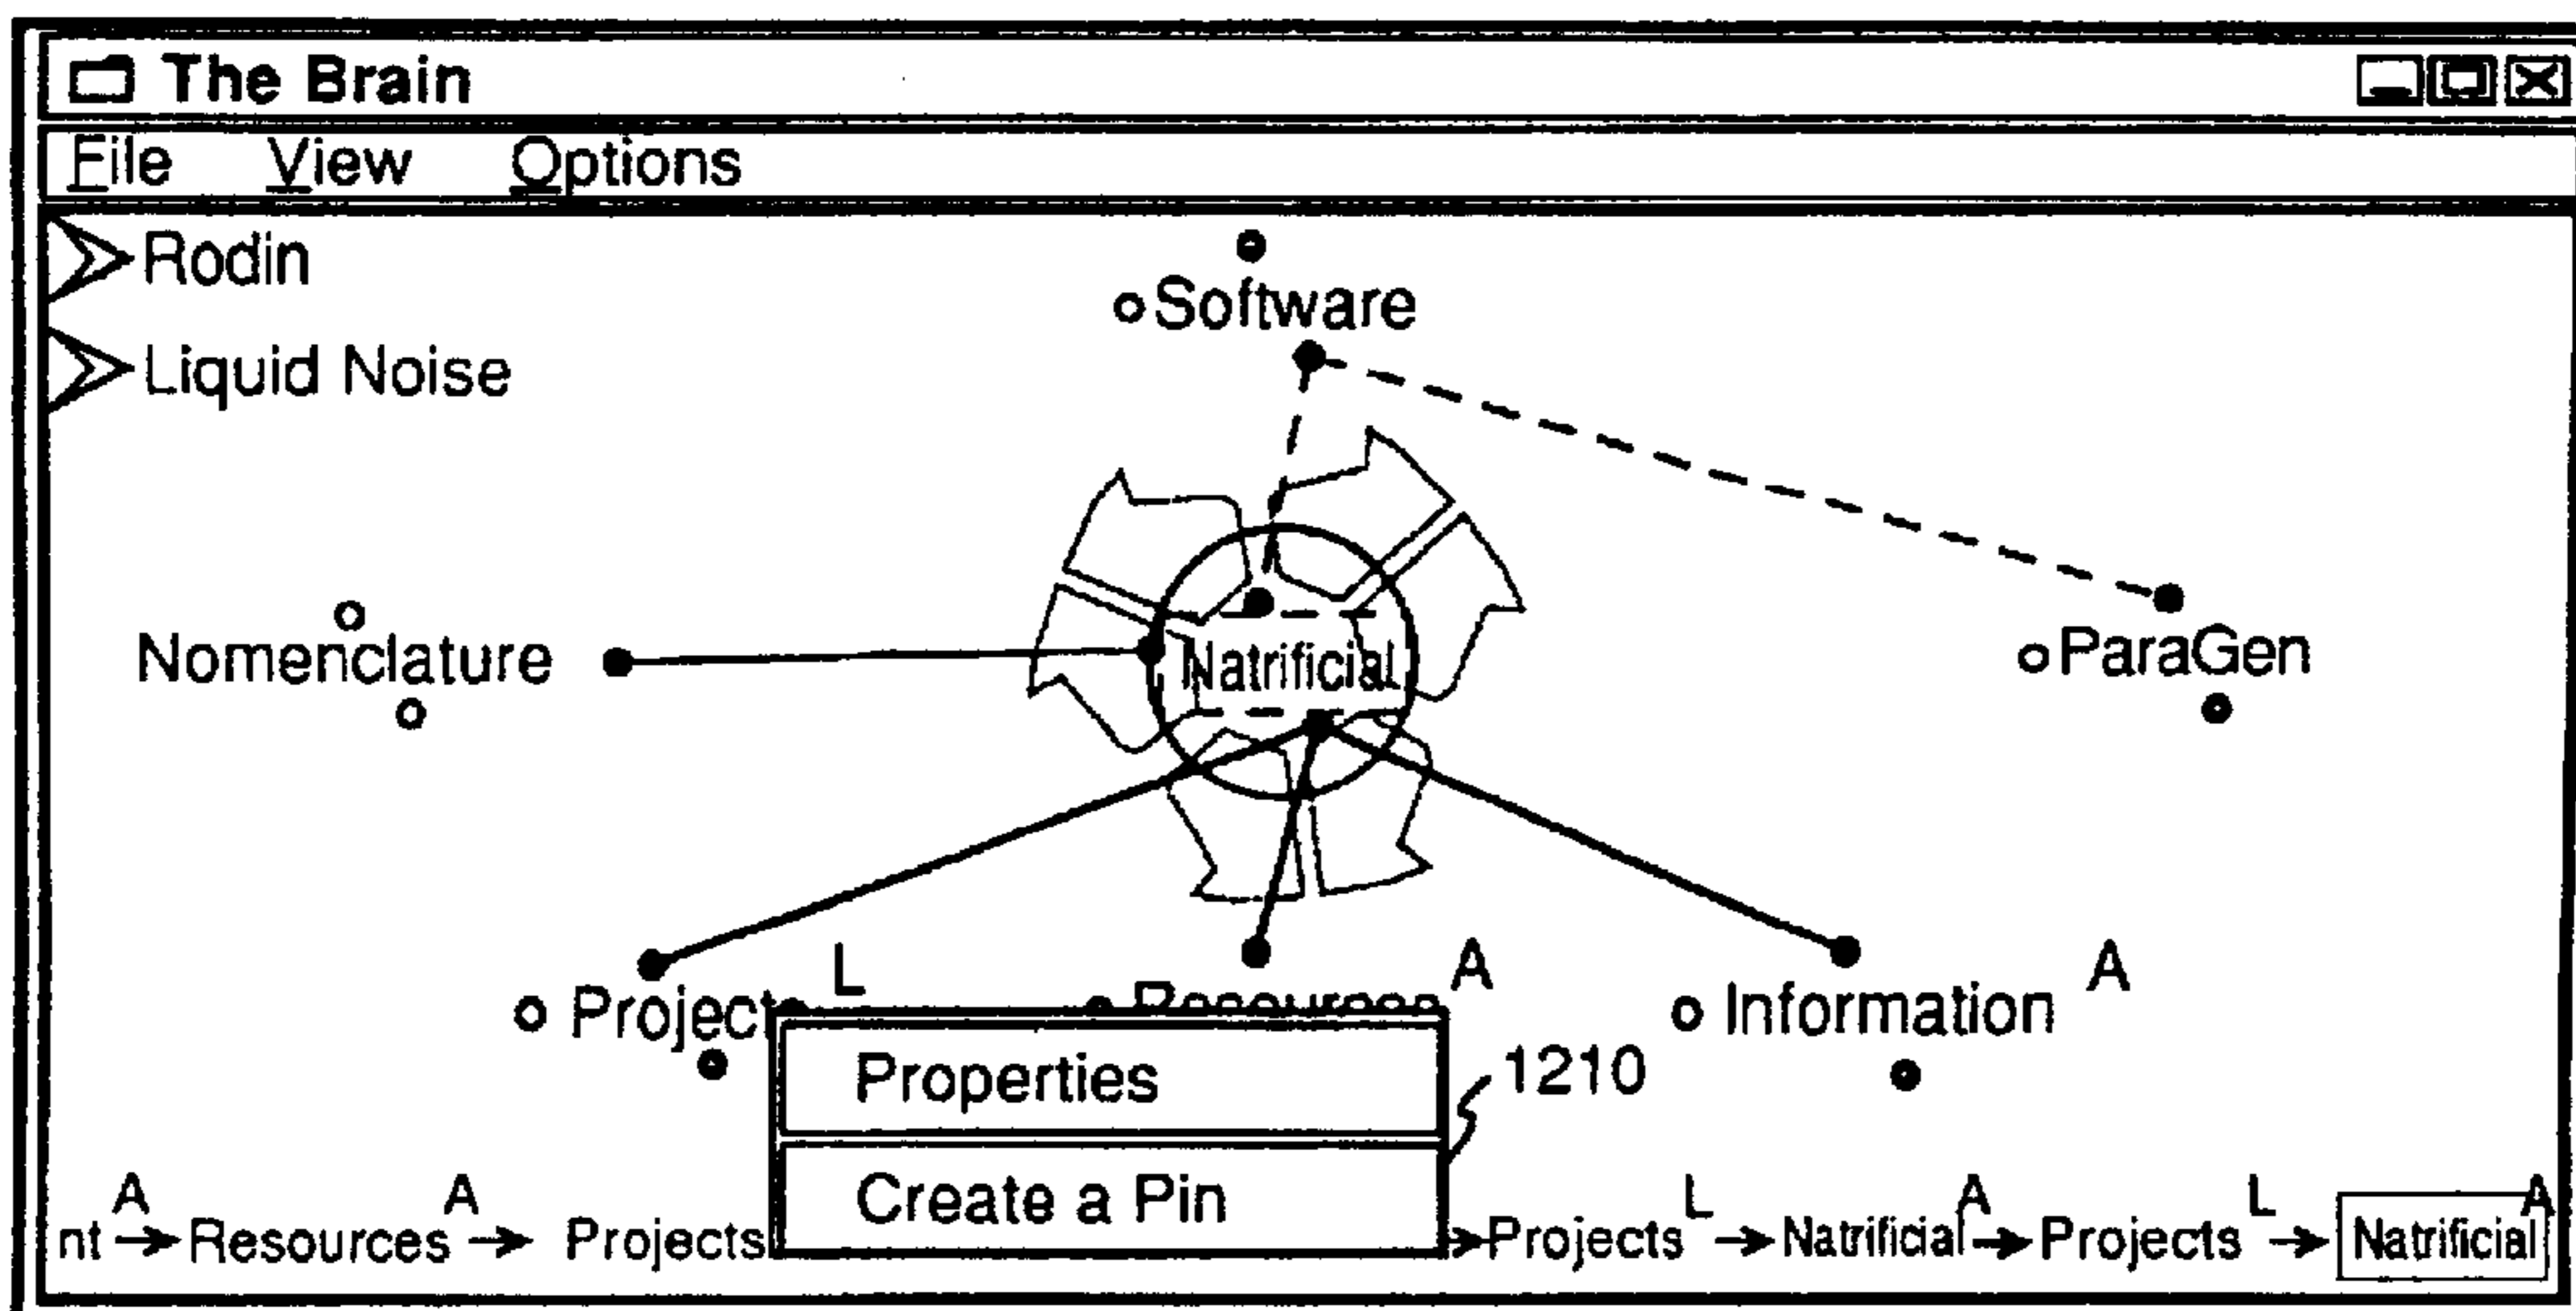 The Brain
File View Options
Rodin
Software
Liquid Noise
Nomenclature
Natrificial
ParaGen
L
A
A
Project
Resources
Information
Properties
1210
Create a Pin
A A L A L A
nt → Resources → Projects → Projects → Natrificial → Projects → Natrificial